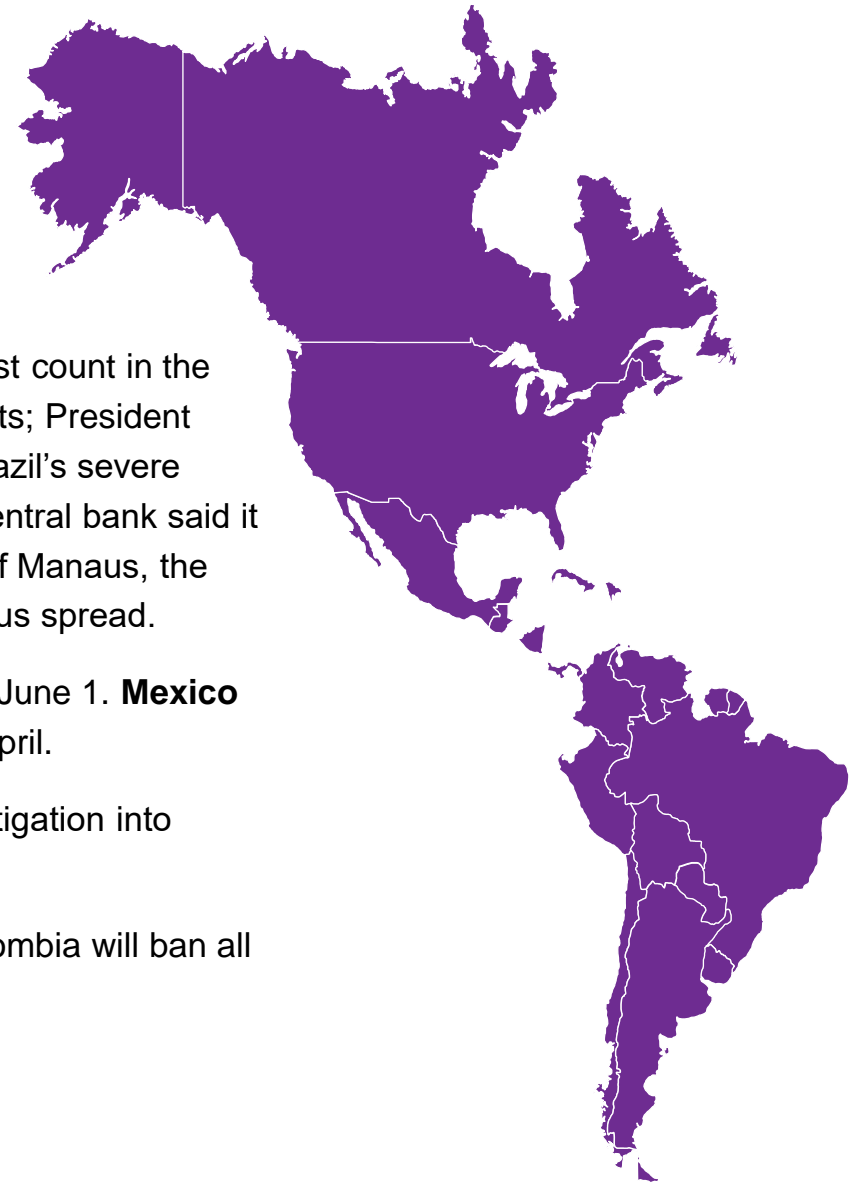 st count in the
ts; President
azil’s severe
entral bank said it
f Manaus, the
us spread.
June 1. Mexico
pril.
tigation into
ombia will ban all